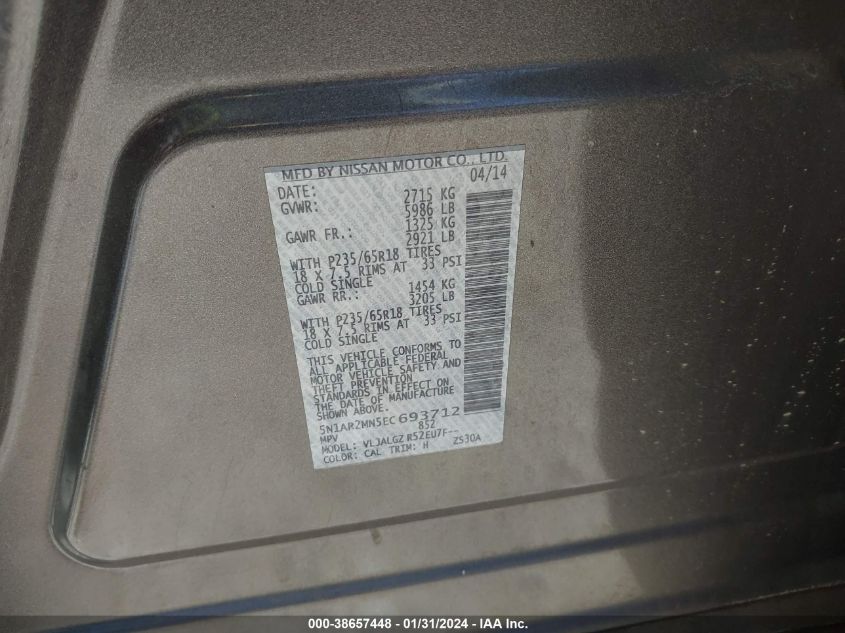 MFD BY NISSAN MOTOR CO., LTD.
DATE: 04/14
GVWR: 2715 KG
5986 LB
GAWR FR.: 1325 KG
2921 LB
WITH P235/65R18 TIRES
18 X 7.5 RIMS AT 33 PSI
COLD SINGLE
GAWR RR.: 1454 KG
3205 LB
WITH P235/65R18 TIRES
18 X 7.5 RIMS AT 33 PSI
COLD SINGLE
THIS VEHICLE CONFORMS TO
ALL APPLICABLE FEDERAL
MOTOR VEHICLE SAFETY AND
THEFT PREVENTION
STANDARDS IN EFFECT ON
THE DATE OF MANUFACTURE
SHOWN ABOVE.
5N1AR2MN5EC693712
MPV 852
MODEL: VLJALGZ R52EU7F--
COLOR: CAL TRIM: H ZS30A
000-38657448 - 01/31/2024 - IAA Inc.